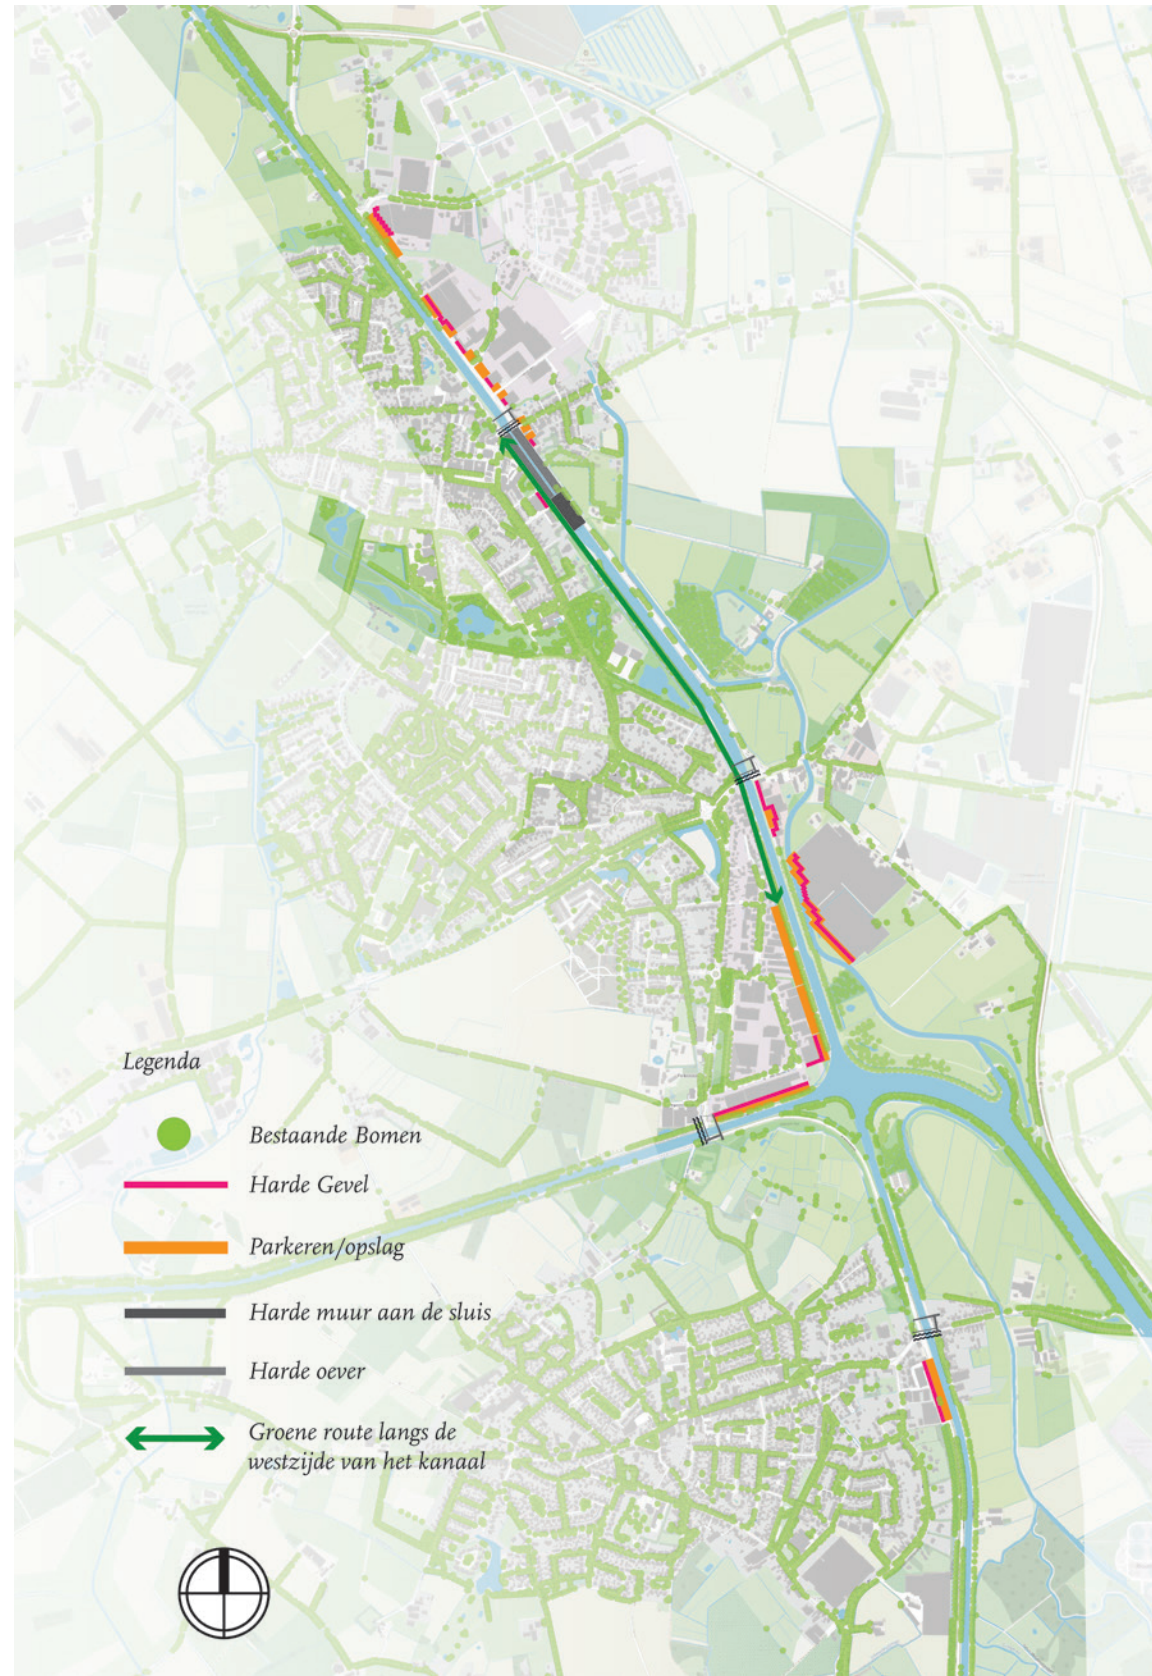 Legenda
Bestaande Bomen
Harde Gevel
Parkeren/opslag
Harde muur aan de sluis
Harde oever
Groene route langs de
westzijde van het kanaal